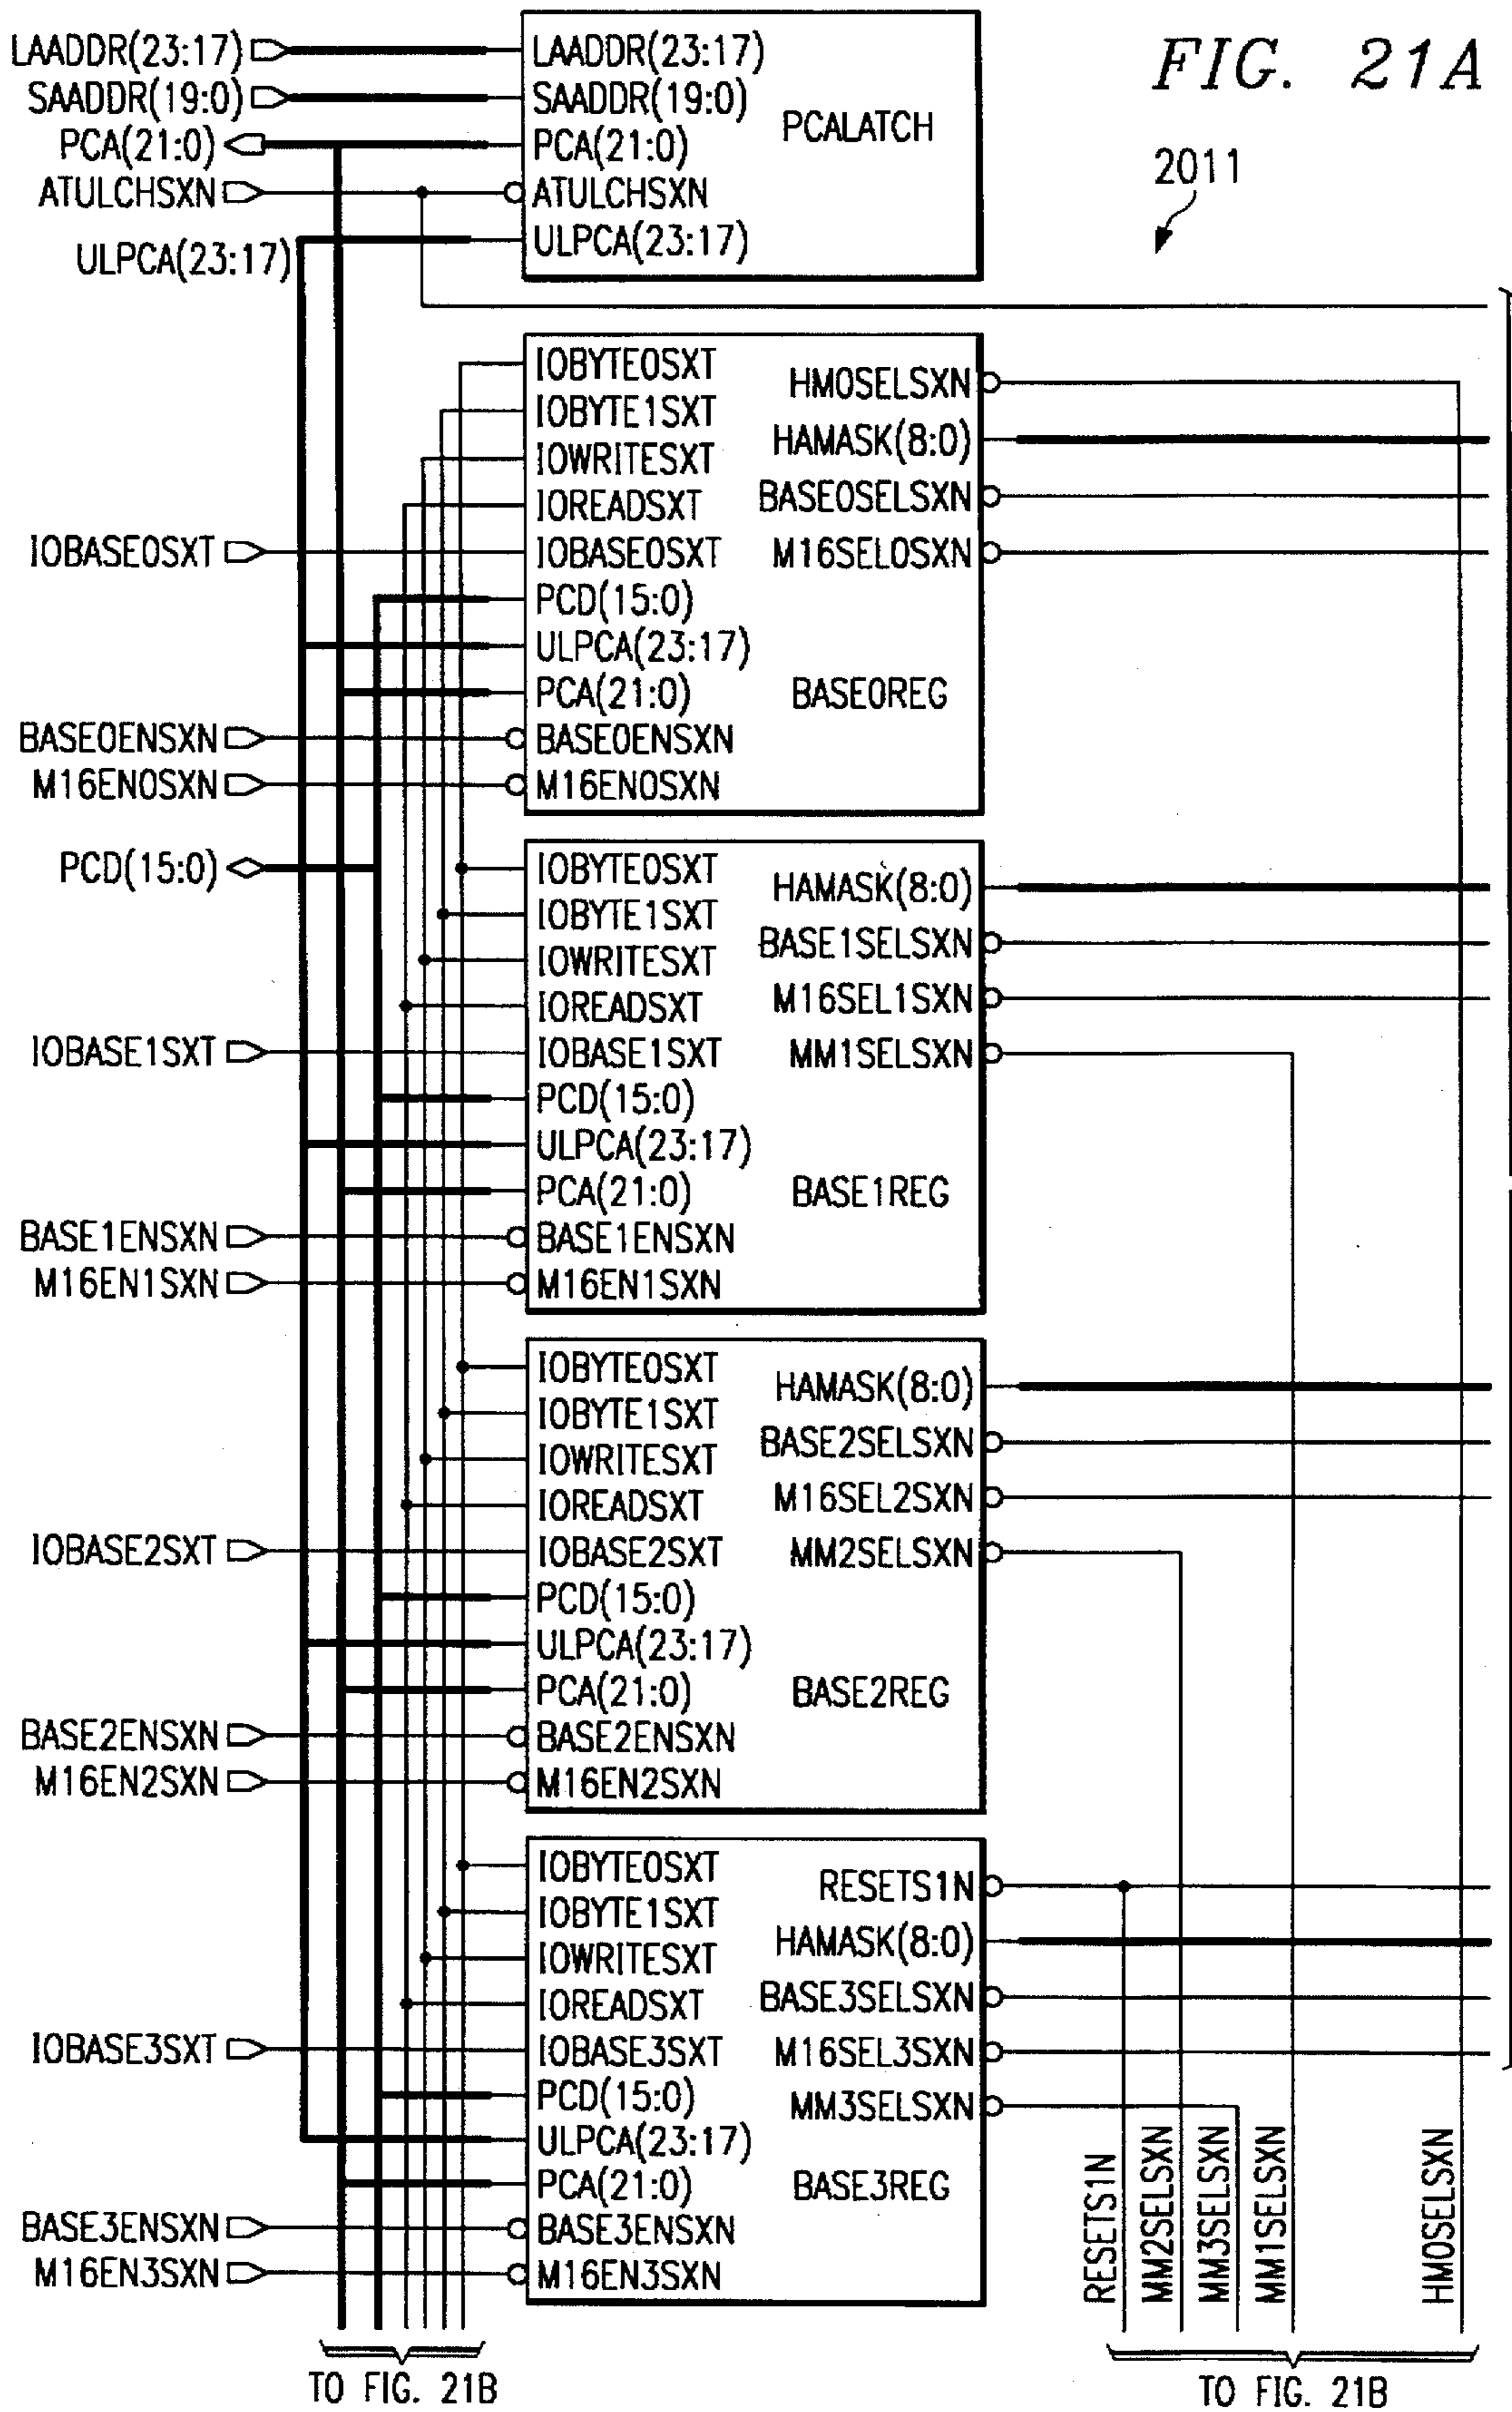 FIG. 21A
2011
LAADDR(23:17)
SAADDR(19:0)
PCA(21:0)
ATULCHSXN
ULPCA(23:17)
LAADDR(23:17)
SAADDR(19:0)
PCALATCH
PCA(21:0)
ATULCHSXN
ULPCA(23:17)
IOBASE0SXT
BASE0ENSXN
M16EN0SXN
IOBYTE0SXT
IOBYTE1SXT
IOWRITESXT
IOREADSXT
IOBASE0SXT
PCD(15:0)
ULPCA(23:17)
PCA(21:0)
BASE0ENSXN
M16EN0SXN
HM0SELSXN
HAMASK(8:0)
BASE0SELSXN
M16SEL0SXN
BASE0REG
PCD(15:0)
IOBASE1SXT
BASE1ENSXN
M16EN1SXN
IOBYTE0SXT
IOBYTE1SXT
IOWRITESXT
IOREADSXT
IOBASE1SXT
PCD(15:0)
ULPCA(23:17)
PCA(21:0)
BASE1ENSXN
M16EN1SXN
HAMASK(8:0)
BASE1SELSXN
M16SEL1SXN
MM1SELSXN
BASE1REG
IOBASE2SXT
BASE2ENSXN
M16EN2SXN
IOBYTE0SXT
IOBYTE1SXT
IOWRITESXT
IOREADSXT
IOBASE2SXT
PCD(15:0)
ULPCA(23:17)
PCA(21:0)
BASE2ENSXN
M16EN2SXN
HAMASK(8:0)
BASE2SELSXN
M16SEL2SXN
MM2SELSXN
BASE2REG
IOBASE3SXT
BASE3ENSXN
M16EN3SXN
IOBYTE0SXT
IOBYTE1SXT
IOWRITESXT
IOREADSXT
IOBASE3SXT
PCD(15:0)
ULPCA(23:17)
PCA(21:0)
BASE3ENSXN
M16EN3SXN
RESETS1N
HAMASK(8:0)
BASE3SELSXN
M16SEL3SXN
MM3SELSXN
BASE3REG
RESETS1N
MM2SELSXN
MM3SELSXN
MM1SELSXN
HM0SELSXN
TO FIG. 21B
TO FIG. 21B